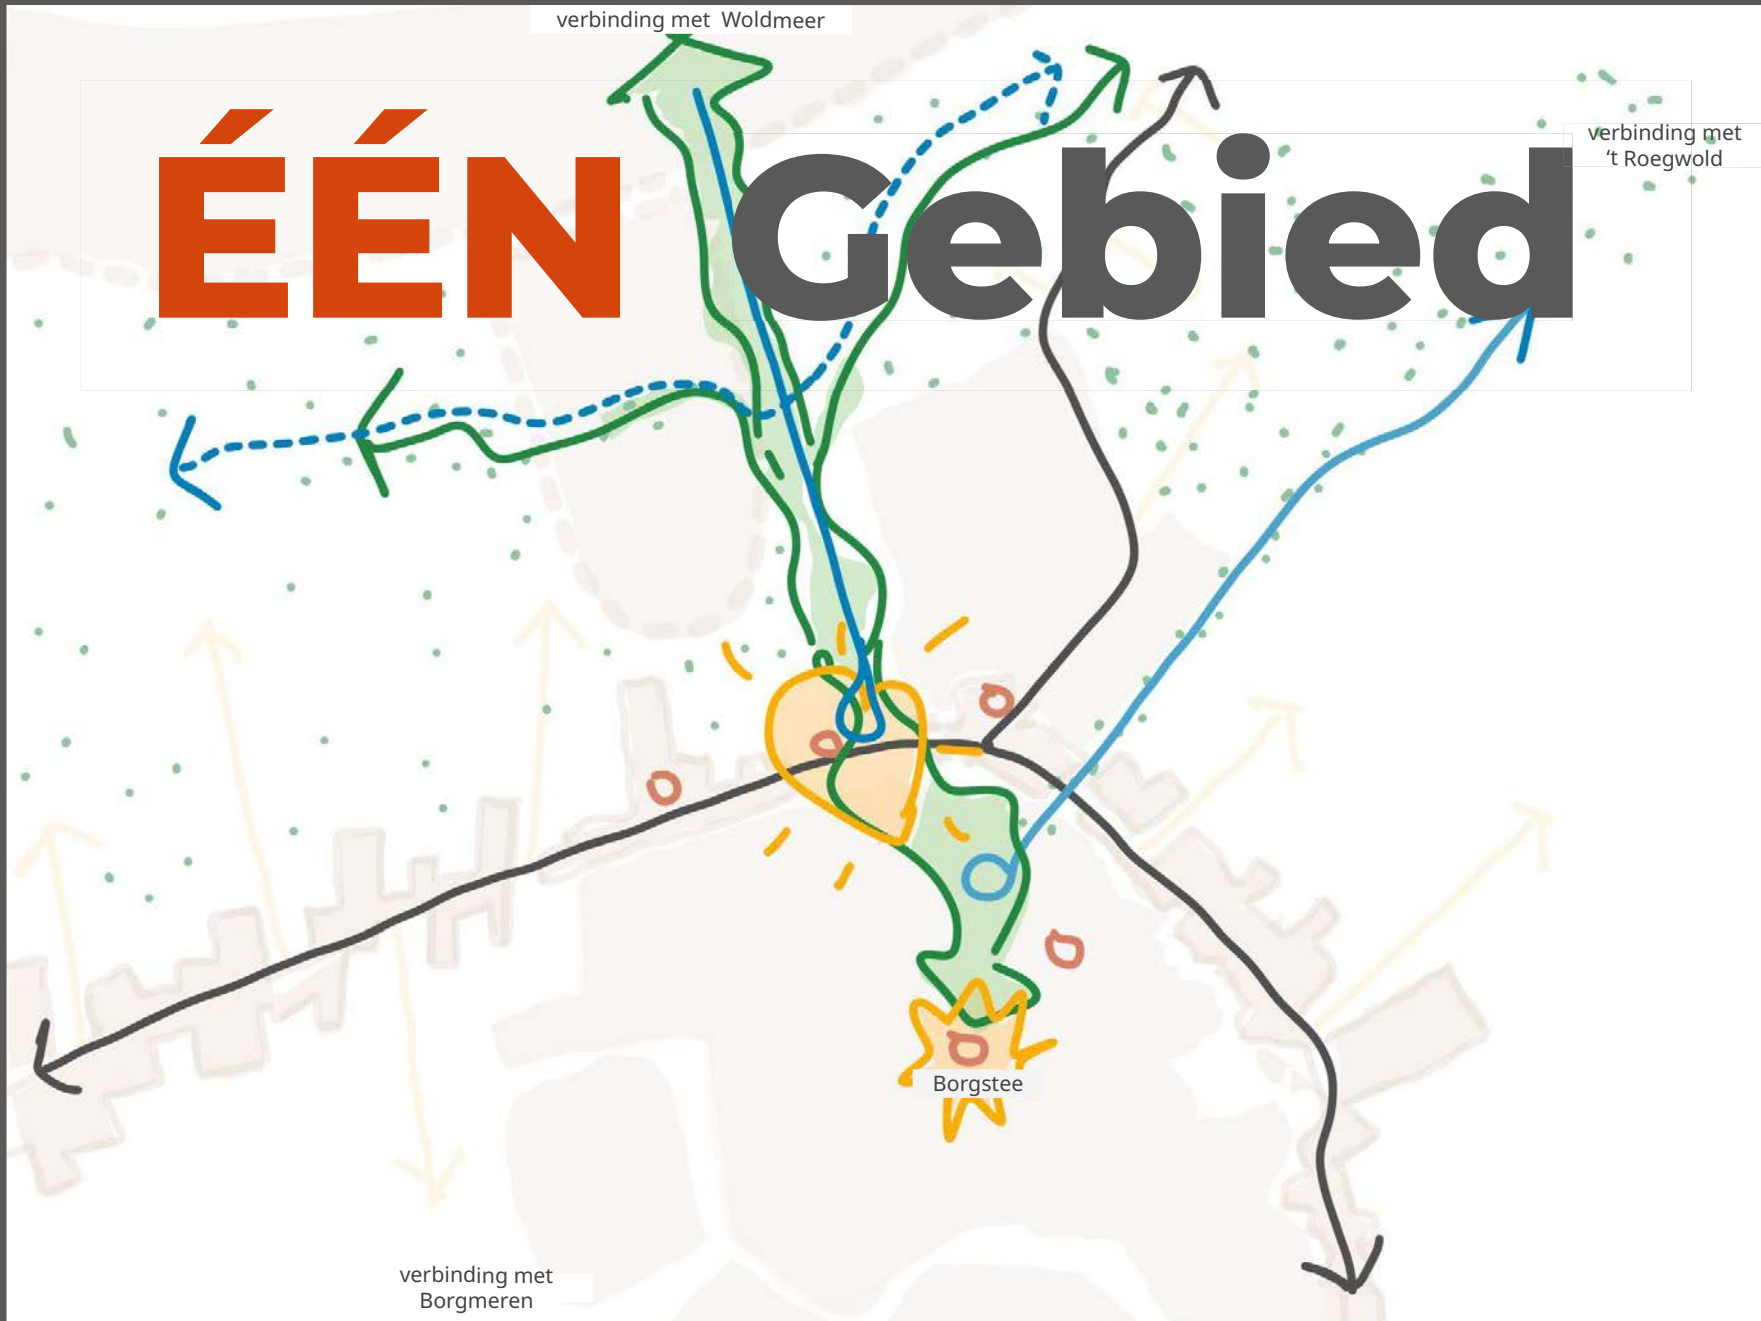 verbinding met Woldmeer
ÉÉN Gebied
verbinding met
‘t Roegwold
Borgstee
verbinding met
Borgmeren